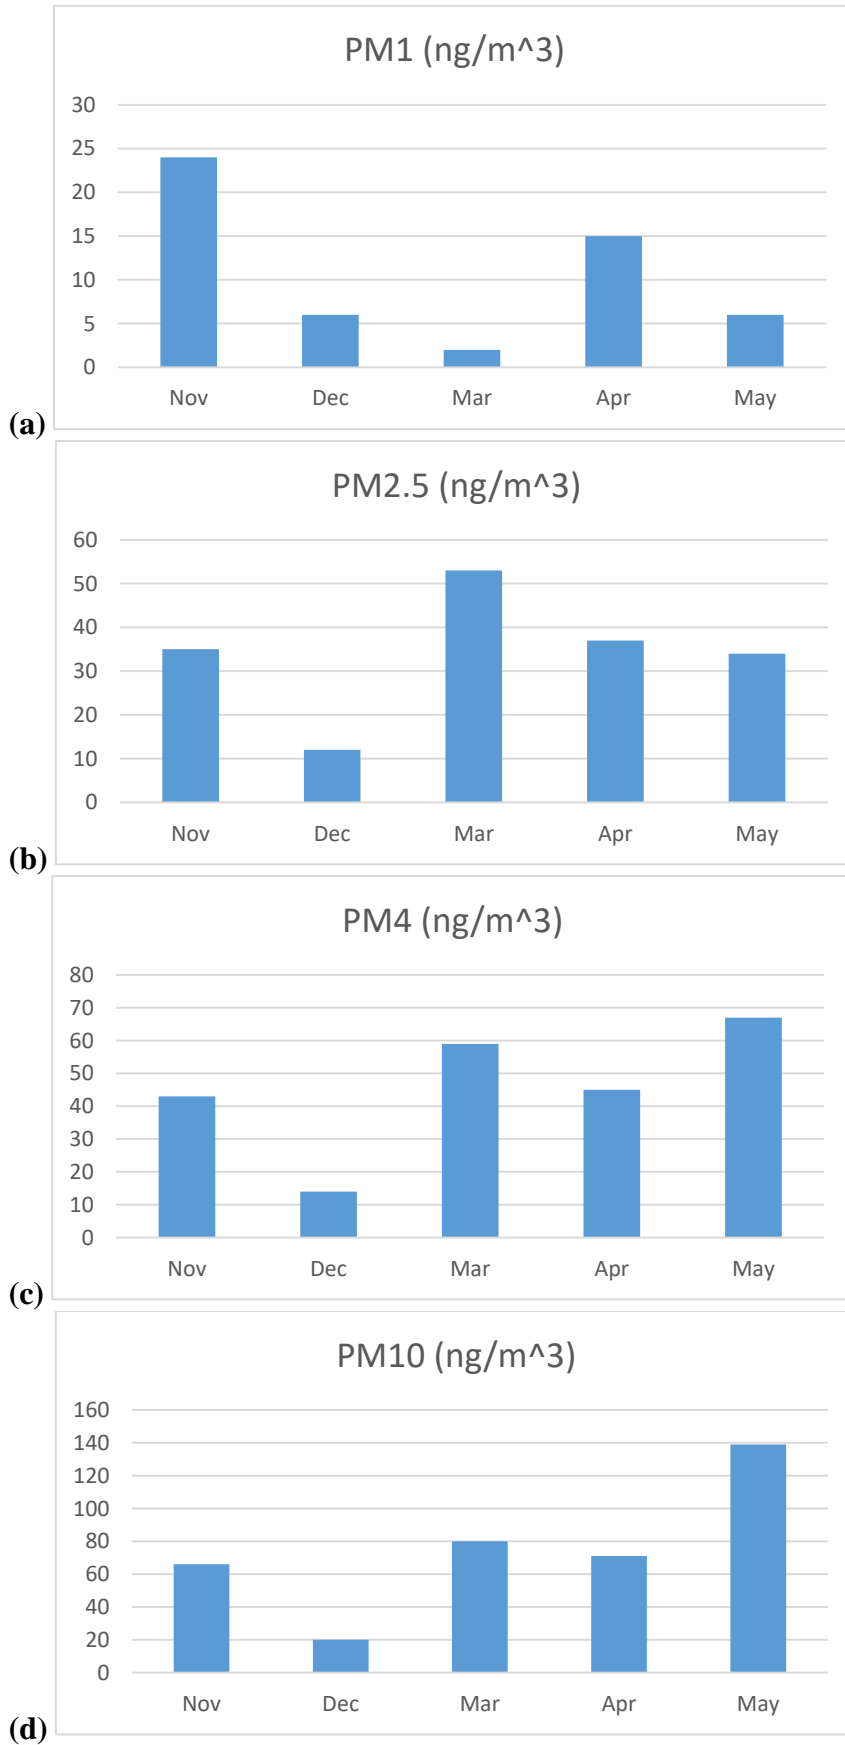 PM1 (ng/m^3)
30
25
20
15
10
5
0
Nov Dec Mar Apr May
(a)
PM2.5 (ng/m^3)
60
50
40
30
20
10
0
Nov Dec Mar Apr May
(b)
PM4 (ng/m^3)
80
70
60
50
40
30
20
10
0
Nov Dec Mar Apr May
(c)
PM10 (ng/m^3)
160
140
120
100
80
60
40
20
0
Nov Dec Mar Apr May
(d)